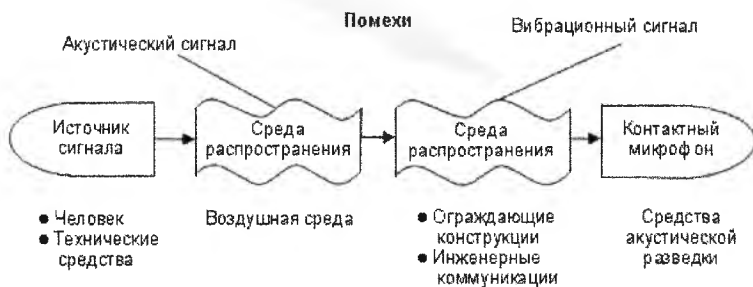 Помехи
Акустический сигнал
Вибрационный сигнал
Источник
сигнала
Среда
распространения
Среда
распространения
Контактный
микрофон
● Человек
● Технические
средства
Воздушная среда
● Ограждающие
конструкции
● Инженерные
коммуникации
Средства
акустической
разведки